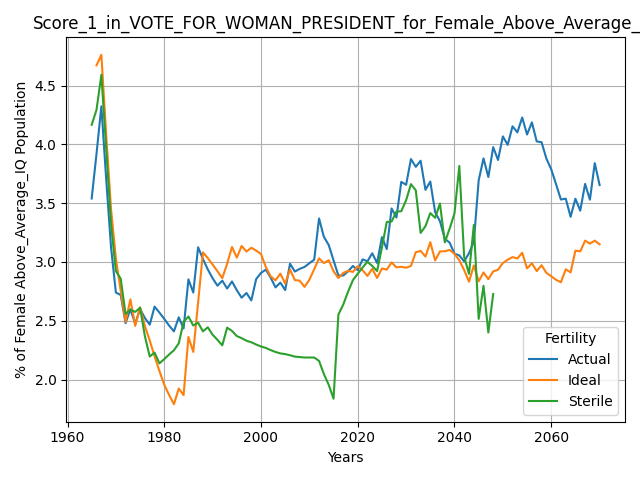 Score_1_in_VOTE_FOR_WOMAN_PRESIDENT_for_Female_Above_Average_
% of Female Above_Average_IQ Population
4.5
4.0
3.5
3.0
2.5
2.0
1960
1980
2000
2020
2040
2060
Years
Fertility
Actual
Ideal
Sterile